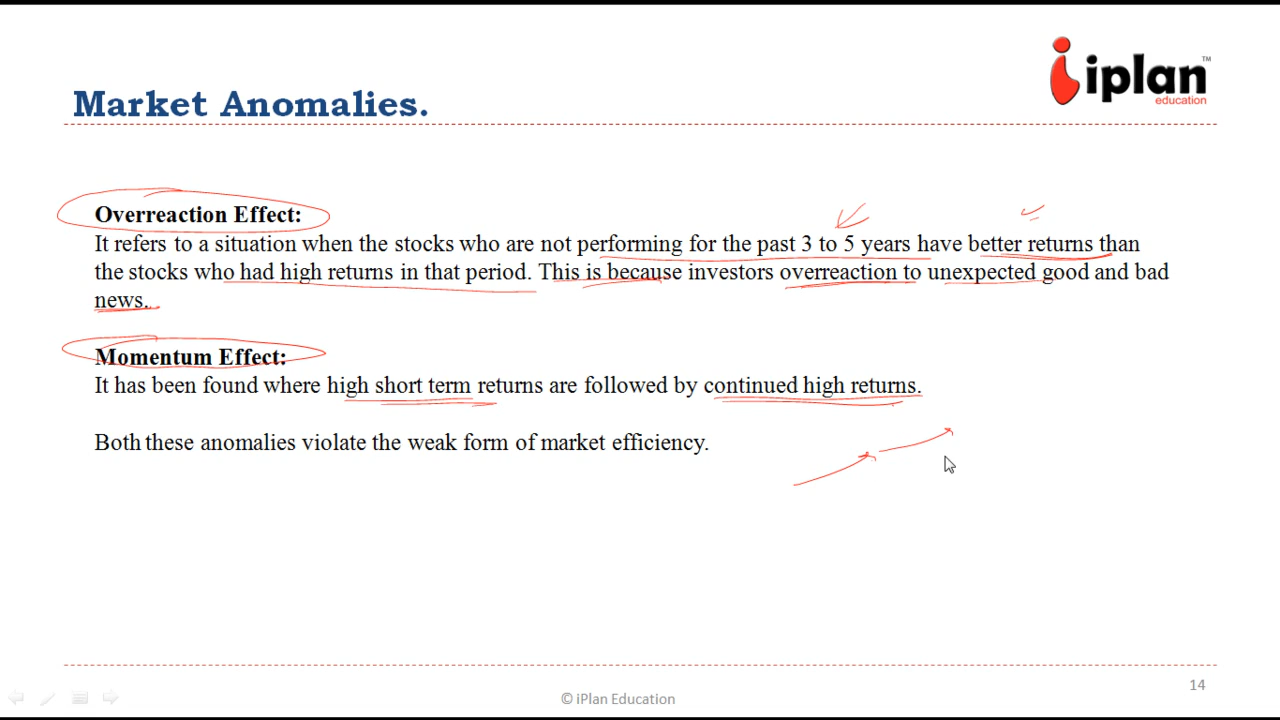 iplan™
education
Market Anomalies.
Overreaction Effect:
It refers to a situation when the stocks who are not performing for the past 3 to 5 years have better returns than
the stocks who had high returns in that period. This is because investors overreaction to unexpected good and bad
news.
Momentum Effect:
It has been found where high short term returns are followed by continued high returns.
Both these anomalies violate the weak form of market efficiency.
© iPlan Education
14